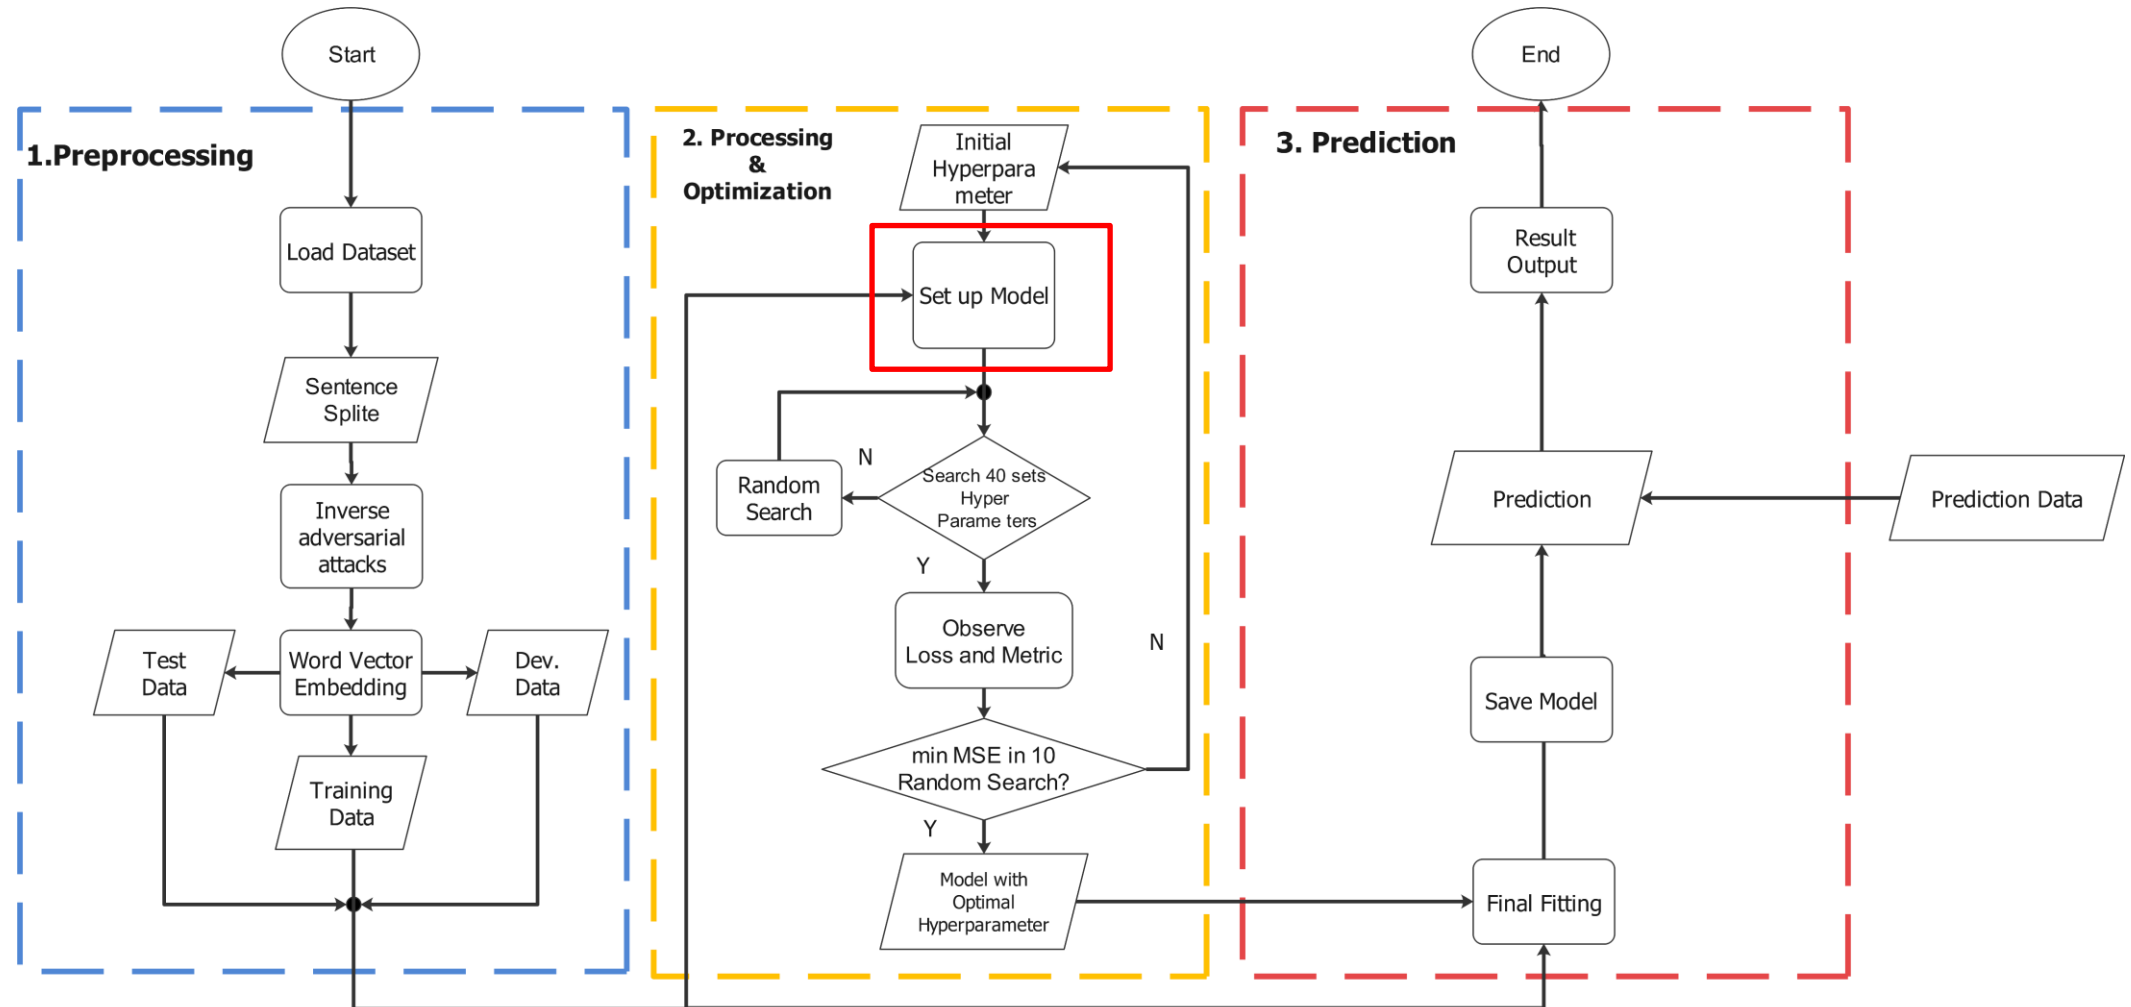 Start
1.Preprocessing
Load Dataset
Sentence
Splite
Inverse
adversarial
attacks
Test
Data
Word Vector
Embedding
Dev.
Data
Training
Data
2. Processing
&
Optimization
Initial
Hyperpara
meter
Set up Model
N
Random
Search
Search 40 sets
Hyper
Parame ters
Y
Observe
Loss and Metric
N
min MSE in 10
Random Search?
Y
Model with
Optimal
Hyperparameter
End
3. Prediction
Result
Output
Prediction
Prediction Data
Save Model
Final Fitting